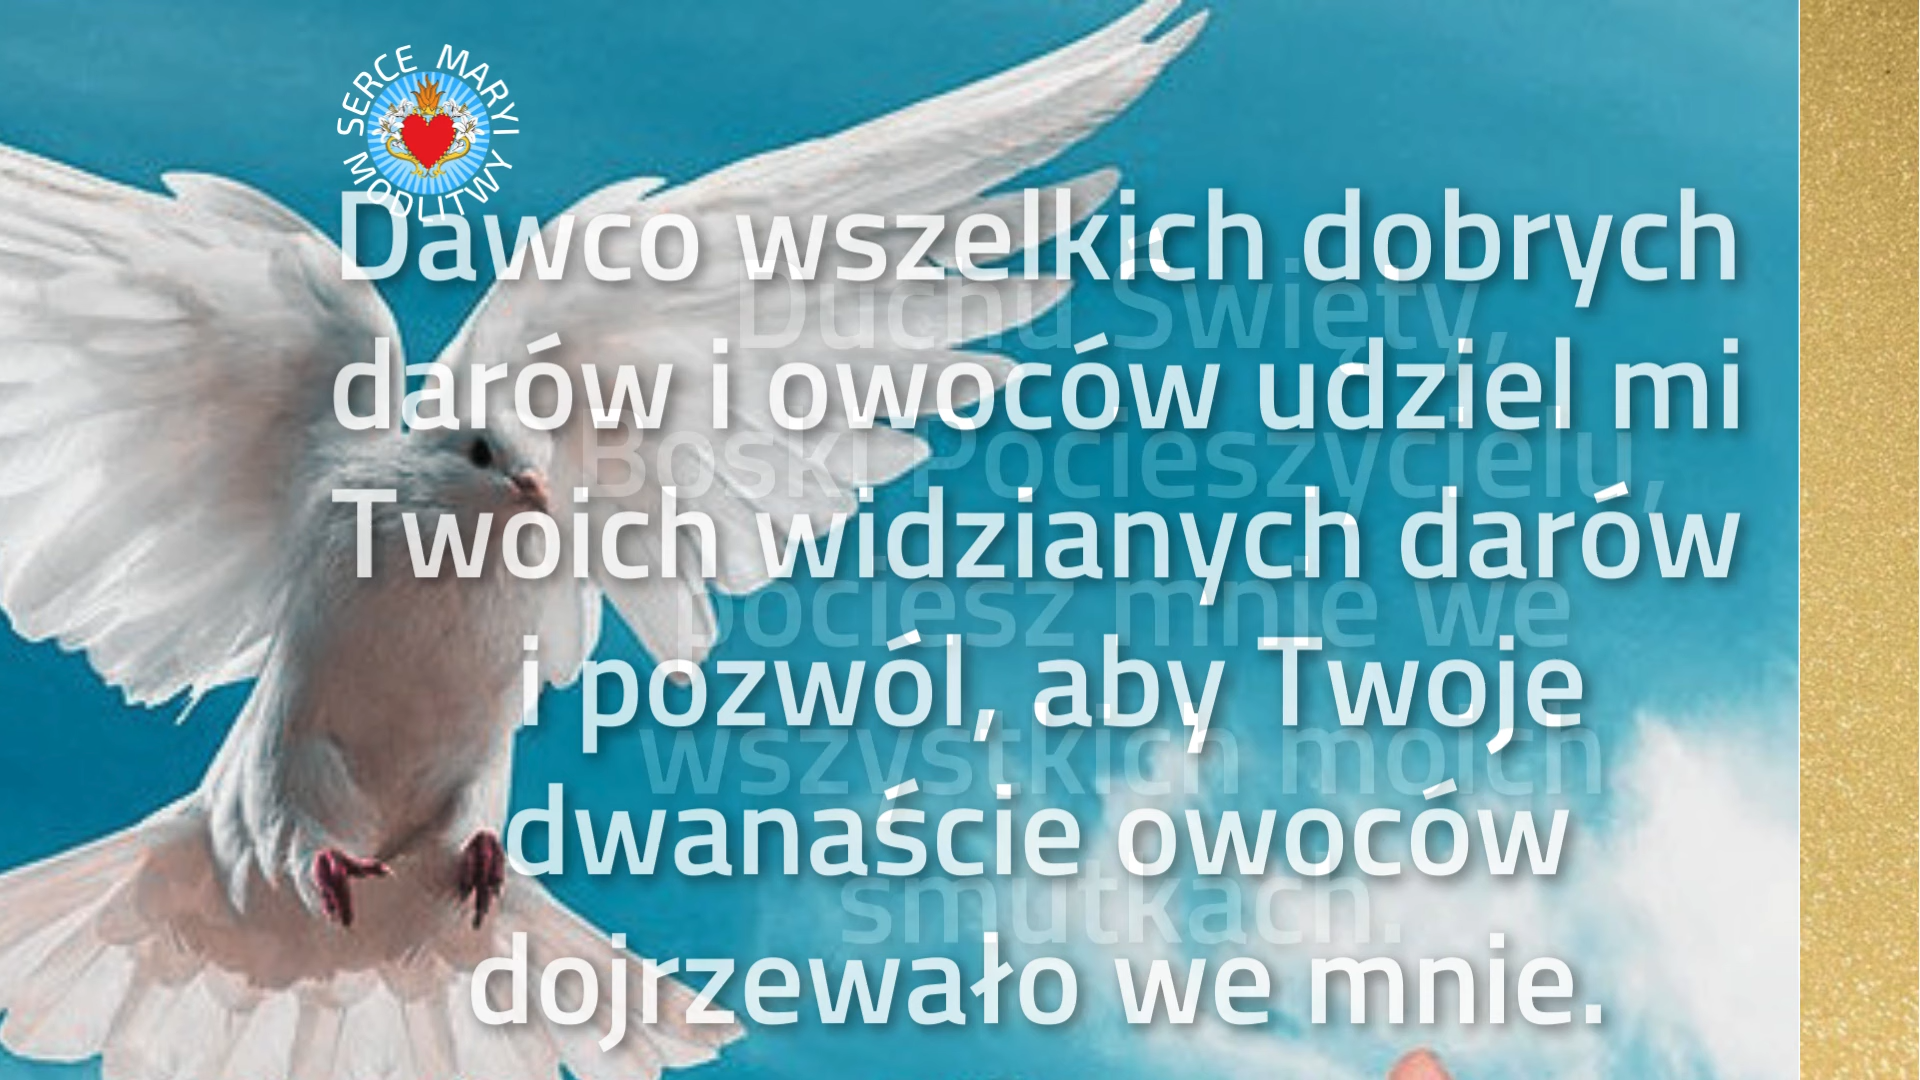 SERCE MARYI
MODLITWY
Dawco wszelkich dobrych
darów i owoców udziel mi
Twoich widzianych darów
i pozwól, aby Twoje
dwanaście owoców
dojrzewało we mnie.
Duchu Święty,
Boski Pocieszycielu,
pociesz mnie we
wszystkich moich
smutkach.